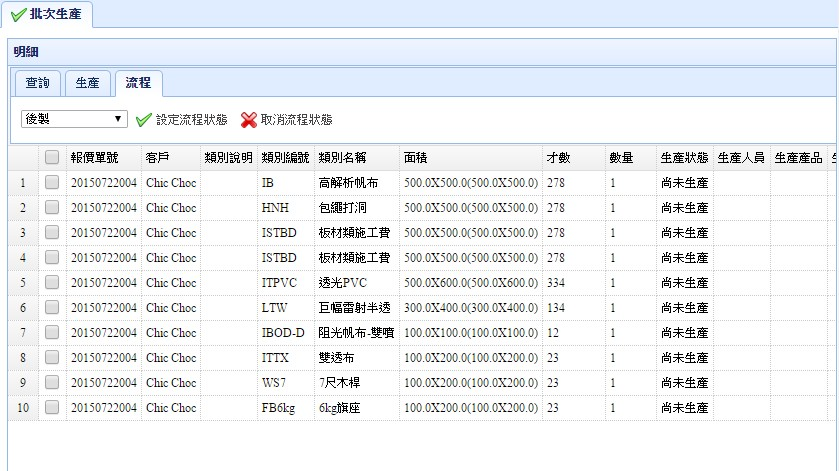 批次生產
明細
查詢 生產 流程
後製 設定流程狀態 取消流程狀態
報價單號 客戶 類別說明 類別編號 類別名稱 面積 才數 數量 生產狀態 生產人員 生產產品
1 20150722004 Chic Choc IB 高解析帆布 500.0X500.0(500.0X500.0) 278 1 尚未生產
2 20150722004 Chic Choc HNH 包繩打洞 500.0X500.0(500.0X500.0) 278 1 尚未生產
3 20150722004 Chic Choc ISTBD 板材類施工費 500.0X500.0(500.0X500.0) 278 1 尚未生產
4 20150722004 Chic Choc ISTBD 板材類施工費 500.0X500.0(500.0X500.0) 278 1 尚未生產
5 20150722004 Chic Choc ITPVC 透光PVC 500.0X600.0(500.0X600.0) 334 1 尚未生產
6 20150722004 Chic Choc LTW 巨幅雷射半透 300.0X400.0(300.0X400.0) 134 1 尚未生產
7 20150722004 Chic Choc IBOD-D 阻光帆布-雙噴 100.0X100.0(100.0X100.0) 12 1 尚未生產
8 20150722004 Chic Choc ITTX 雙透布 100.0X200.0(100.0X200.0) 23 1 尚未生產
9 20150722004 Chic Choc WS7 7尺木桿 100.0X200.0(100.0X200.0) 23 1 尚未生產
10 20150722004 Chic Choc FB6kg 6kg旗座 100.0X200.0(100.0X200.0) 23 1 尚未生產